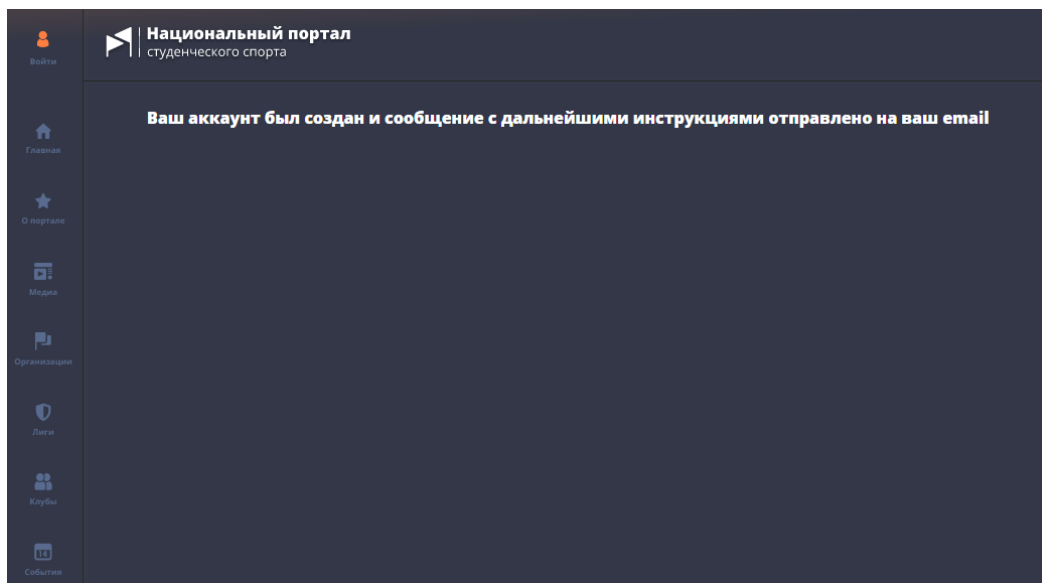 Национальный портал
студенческого спорта
Войти
Ваш аккаунт был создан и сообщение с дальнейшими инструкциями отправлено на ваш email
Главная
О портале
Медиа
Организации
Лиги
Клубы
14
События